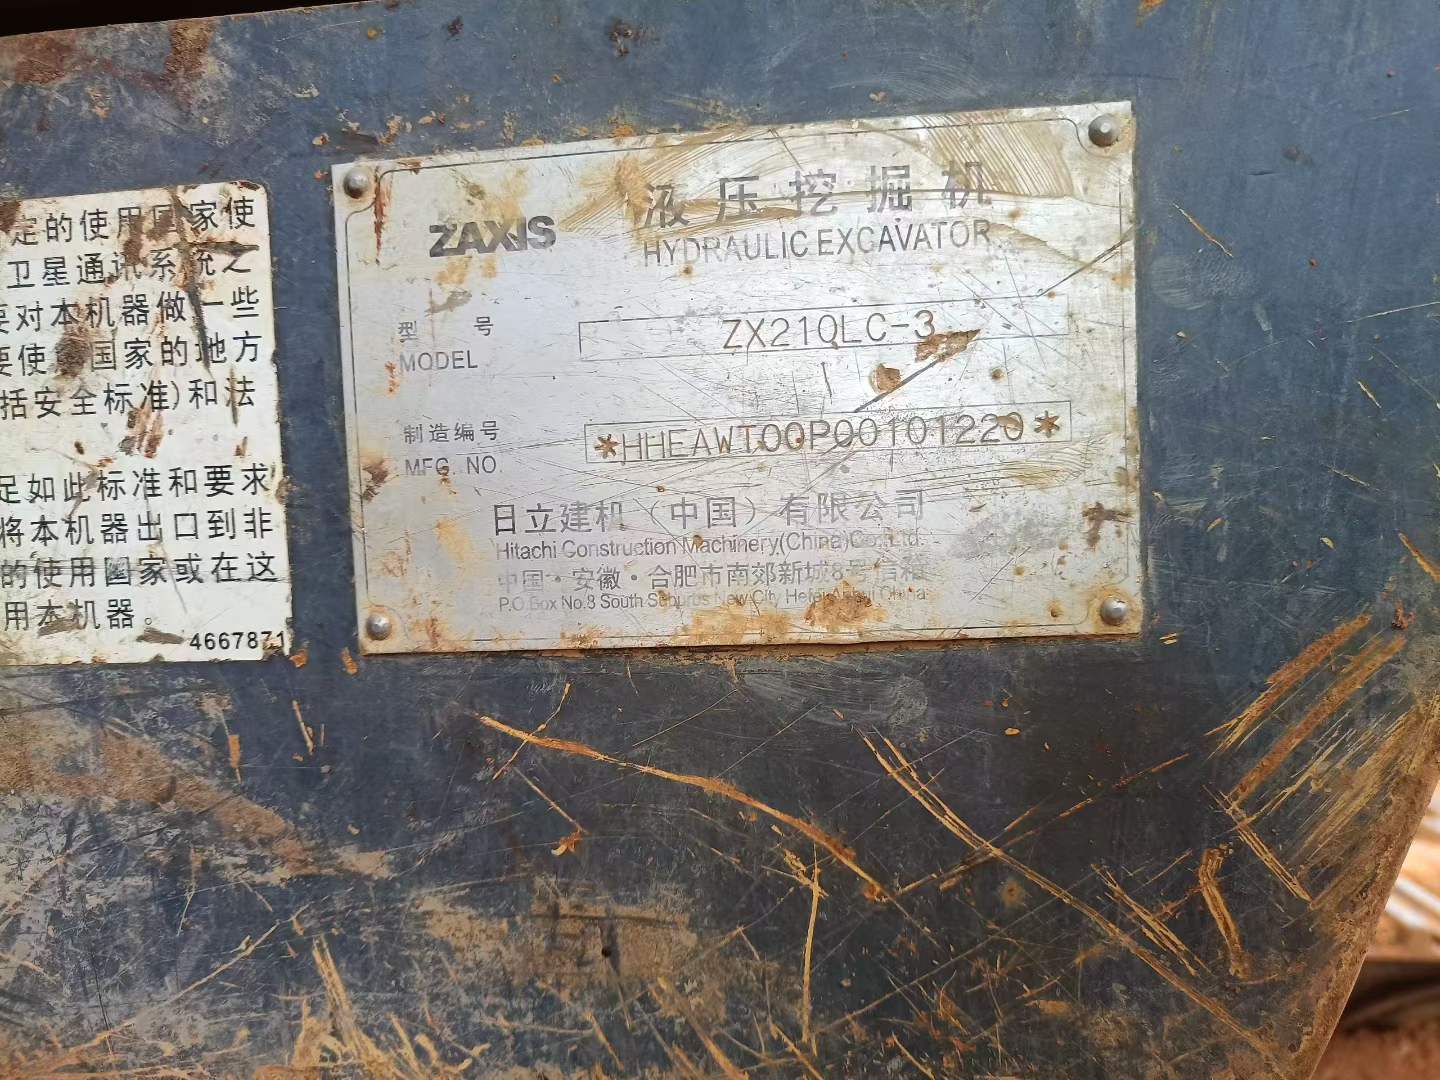 定的使用国家使
卫星通讯系统之
要对本机器做一些
要使用国家的地方
括安全标准)和法
足如此标准和要求
将本机器出口到非
的使用国家或在这
用本机器。
4667871
ZAXIS
液压挖掘机
HYDRAULIC EXCAVATOR
型 号
MODEL
ZX210LC-3
制造编号
MFG. NO.
*HHEAWT00P00101220*
日立建机（中国）有限公司
Hitachi Construction Machinery(China)Co.,Ltd.
中国·安徽·合肥市南郊新城8号信箱
P.O.Box No.8 South Suburbs New City Hefei Anhui China